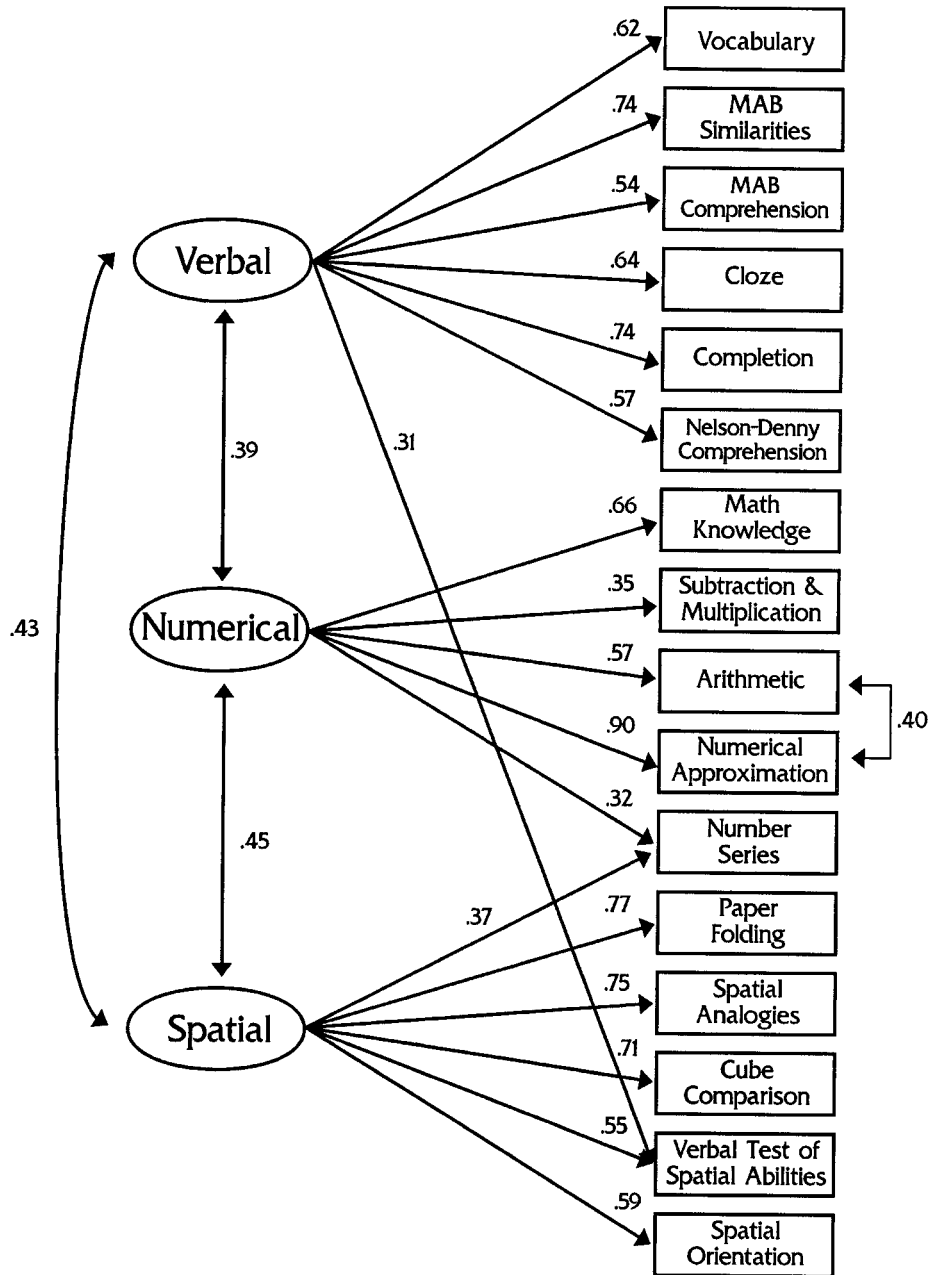 .62
Vocabulary
.74
MAB
Similarities
.54
MAB
Comprehension
Verbal
.64
Cloze
.74
Completion
.57
Nelson-Denny
Comprehension
.39
.31
.66
Math
Knowledge
.35
Subtraction &
Multiplication
.43
Numerical
.57
Arithmetic
.40
.90
Numerical
Approximation
.32
Number
Series
.45
.37
.77
Paper
Folding
.75
Spatial
Analogies
Spatial
.71
Cube
Comparison
.55
Verbal Test of
Spatial Abilities
.59
Spatial
Orientation